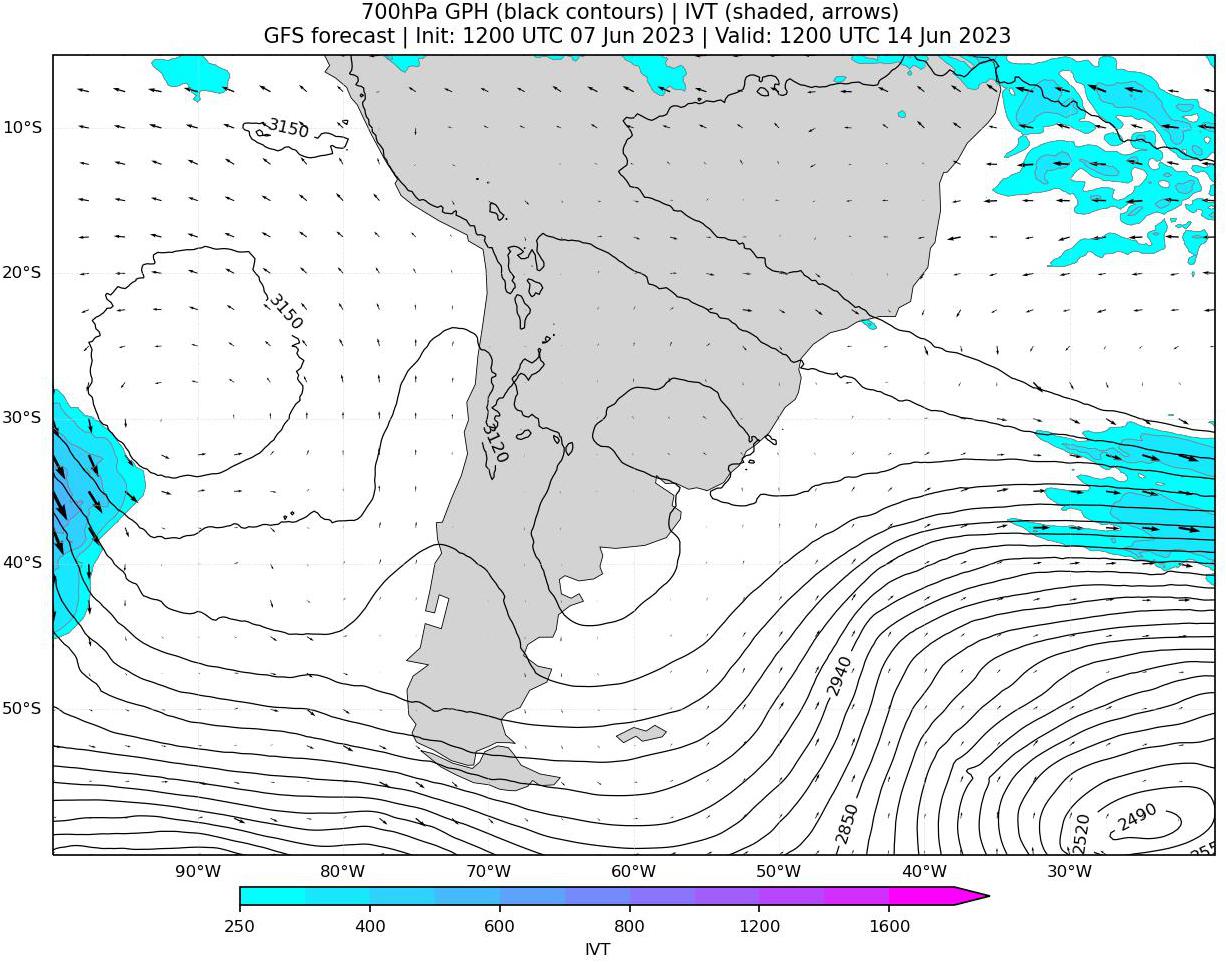 700hPa GPH (black contours) | IVT (shaded, arrows)
GFS forecast | Init: 1200 UTC 07 Jun 2023 | Valid: 1200 UTC 14 Jun 2023
10°S
3150
20°S
3150
30°S
3120
40°S
2940
50°S
2850
2520
2490
90°W 80°W 70°W 60°W 50°W 40°W 30°W
250 400 600 800 1200 1600
IVT